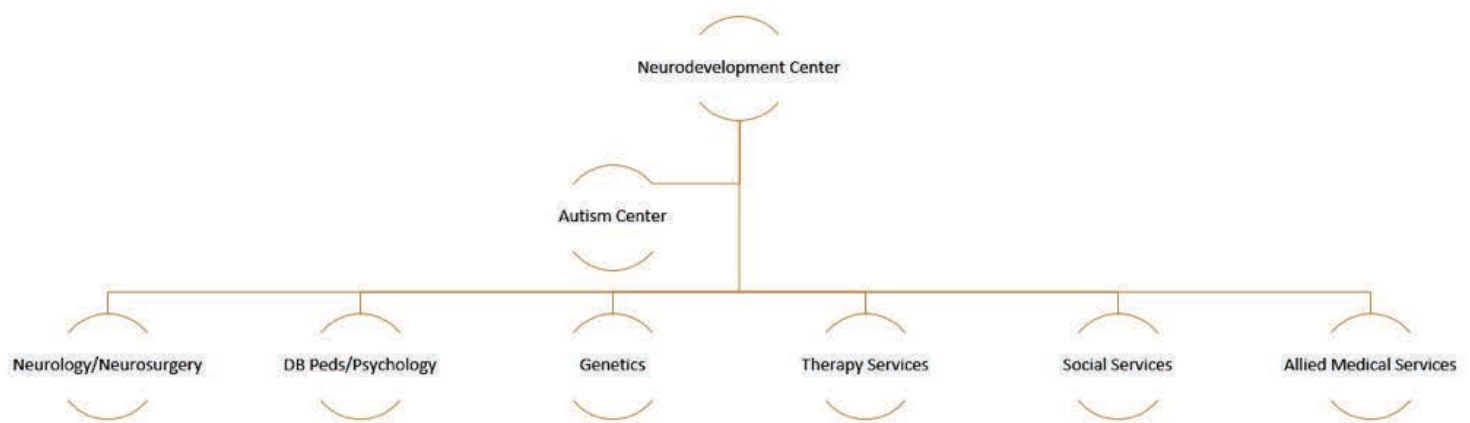 Neurodevelopment Center
Autism Center
Neurology/Neurosurgery
DB Peds/Psychology
Genetics
Therapy Services
Social Services
Allied Medical Services